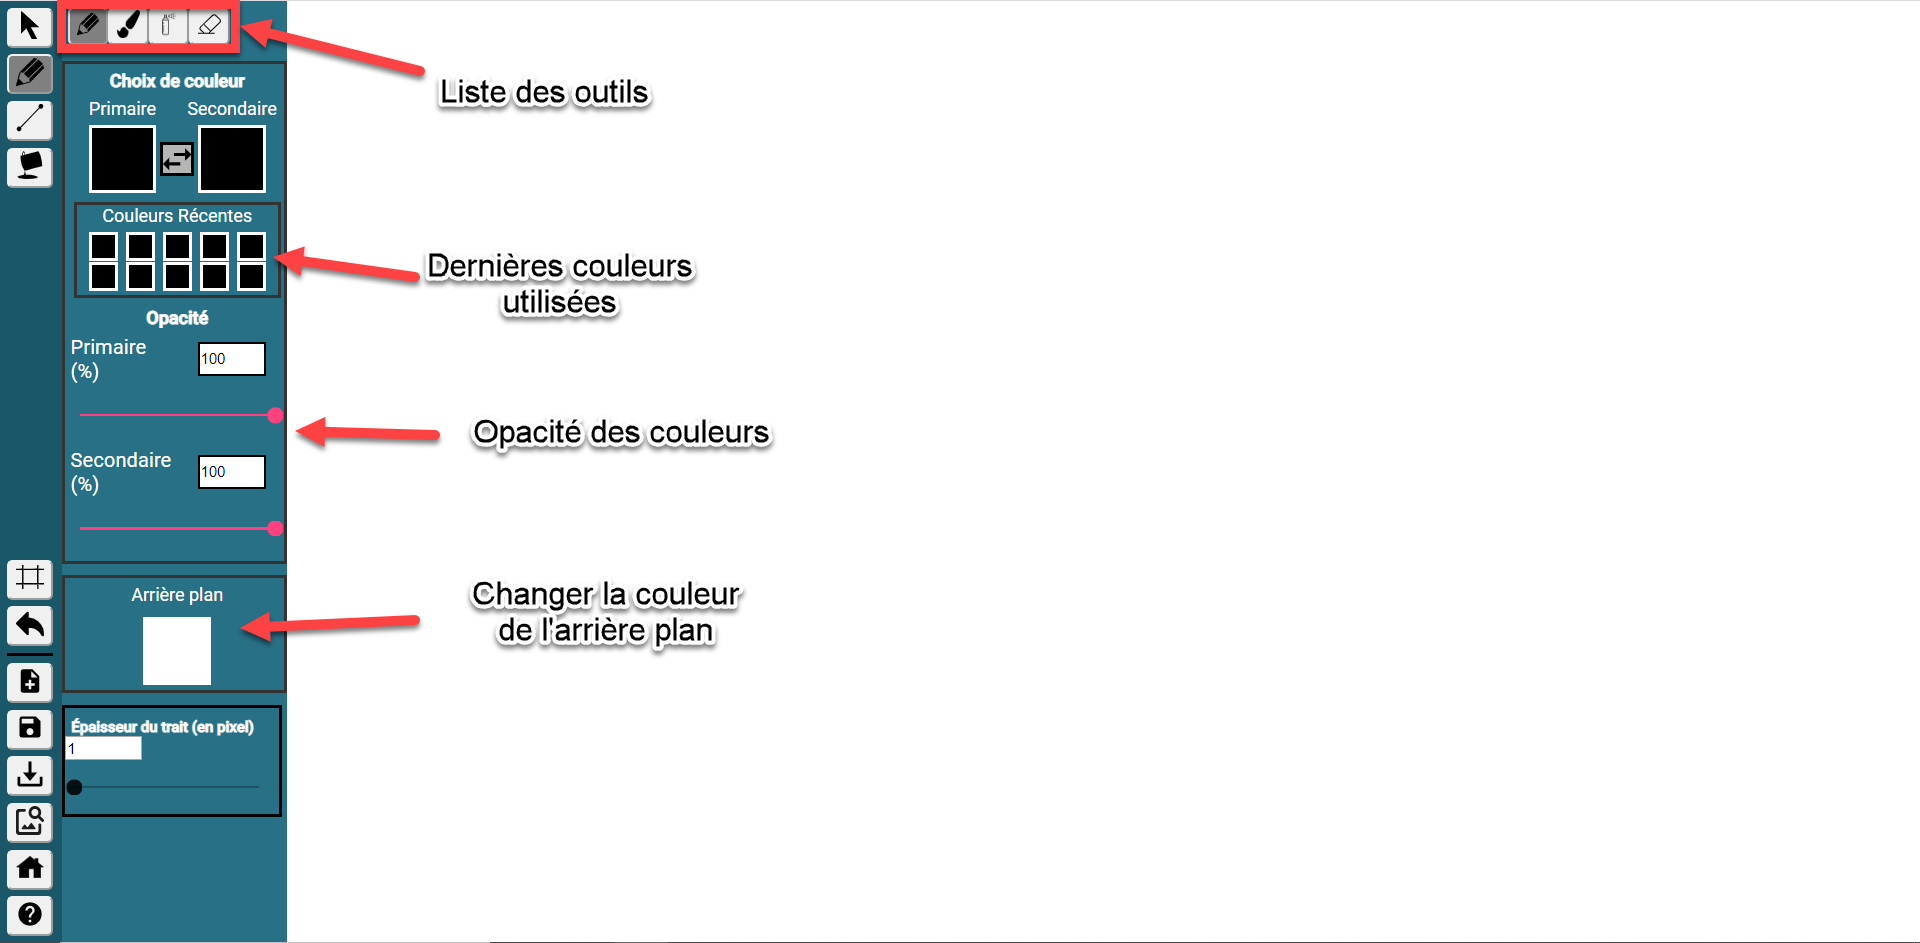 Liste des outils
Choix de couleur
Primaire Secondaire
Couleurs Récentes
Dernières couleurs
utilisées
Opacité
Primaire
(%)
100
Opacité des couleurs
Secondaire
(%)
100
Arrière plan
Changer la couleur
de l'arrière plan
Épaisseur du trait (en pixel)
1